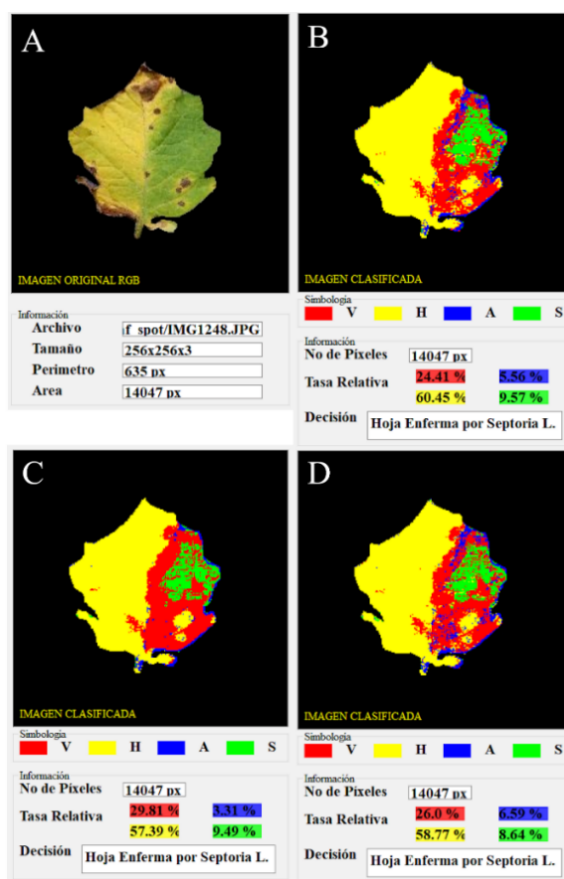 A
IMAGEN ORIGINAL RGB
Información
Archivo f_spot/IMG1248.JPG
Tamaño 256x256x3
Perimetro 635 px
Area 14047 px
B
IMAGEN CLASIFICADA
Simbología
V H A S
Información
No de Píxeles 14047 px
Tasa Relativa 24.41 % 5.56 %
60.45 % 9.57 %
Decisión Hoja Enferma por Septoria L.
C
IMAGEN CLASIFICADA
Simbología
V H A S
Información
No de Píxeles 14047 px
Tasa Relativa 29.81 % 3.31 %
57.39 % 9.49 %
Decisión Hoja Enferma por Septoria L.
D
IMAGEN CLASIFICADA
Simbología
V H A S
Información
No de Píxeles 14047 px
Tasa Relativa 26.0 % 6.59 %
58.77 % 8.64 %
Decisión Hoja Enferma por Septoria L.